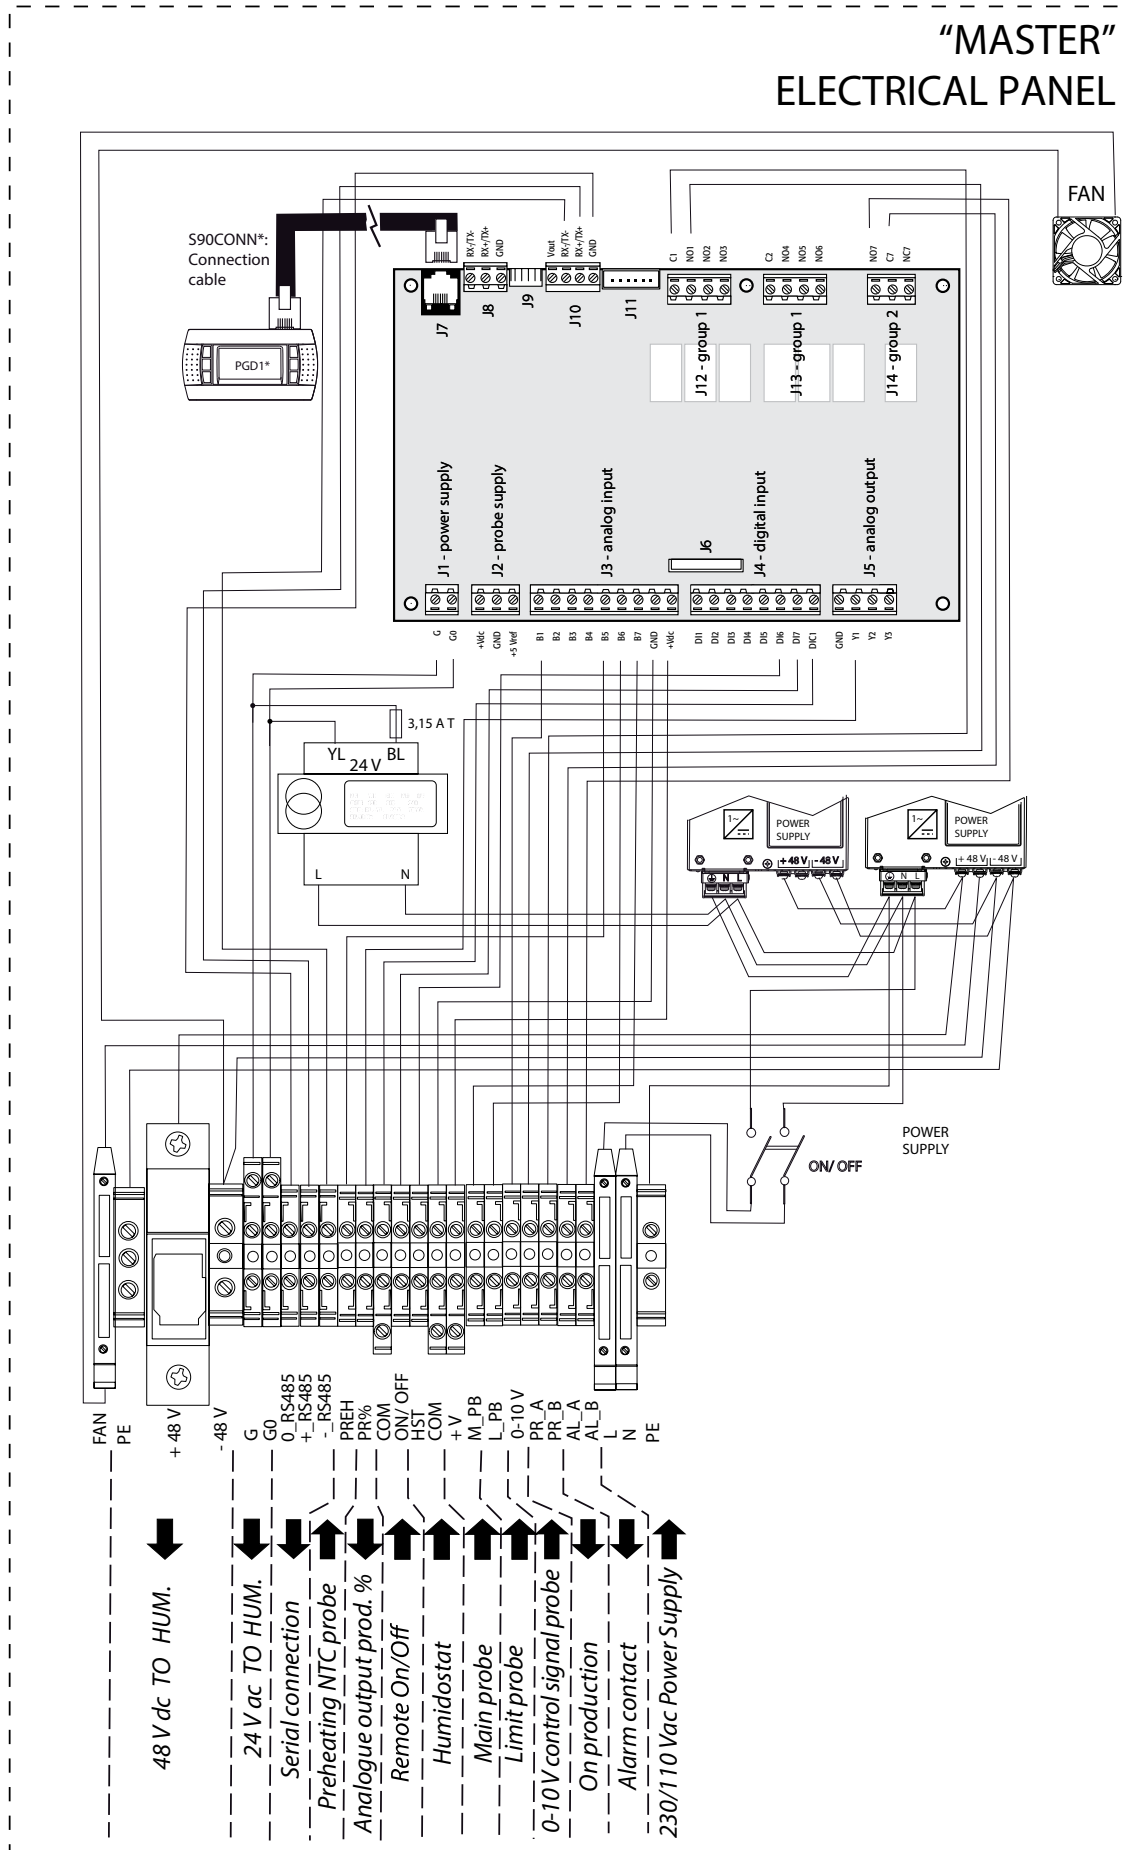 “MASTER”
ELECTRICAL PANEL
FAN
S90CONN*:
Connection
cable
PGD1*
RX-/TX-
RX+/TX+
GND
Vout
RX-/TX-
RX+/TX+
GND
C1
NO1
NO2
NO3
C2
NO4
NO5
NO6
NO7
C7
NC7
J7
J8
J9
J10
J11
J12 - group 1
J13 - group 1
J14 - group 2
J1 - power supply
J2 - probe supply
J3 - analog input
J6
J4 - digital input
J5 - analog output
G
G0
+Vdc
GND
+5 Vref
B1
B2
B3
B4
B5
B6
B7
GND
+Vdc
DI1
DI2
DI3
DI4
DI5
DI6
DI7
DIC1
GND
Y1
Y2
Y3
3,15 A T
YL
BL
24 V
L
N
1~
POWER
SUPPLY
+ 48 V
- 48 V
N
L
1~
POWER
SUPPLY
+ 48 V
- 48 V
N
L
POWER
SUPPLY
ON/ OFF
FAN
PE
+ 48 V
- 48 V
G
G0
0_RS485
+_RS485
-_RS485
PREH
PR%
COM
ON/ OFF
HST
COM
+ V
M_PB
L_PB
0-10 V
PR_A
PR_B
AL_A
AL_B
L
N
PE
48 V dc TO HUM.
24 V ac TO HUM.
Serial connection
Preheating NTC probe
Analogue output prod. %
Remote On/Off
Humidostat
Main probe
Limit probe
0-10 V control signal probe
On production
Alarm contact
230/110 Vac Power Supply